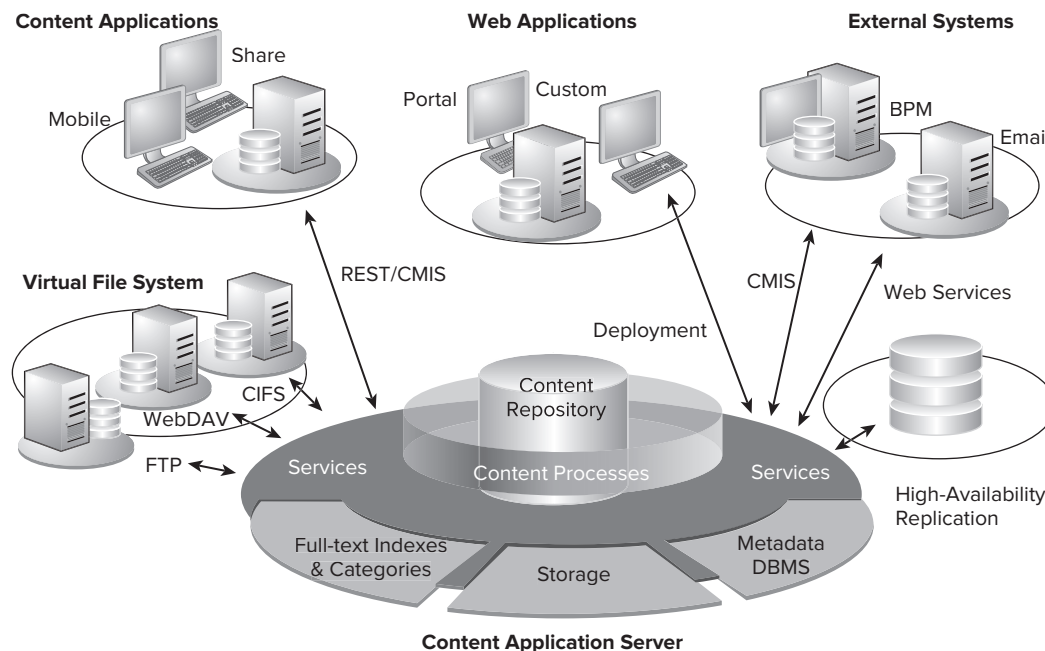 Content Applications
Web Applications
External Systems
Share
Mobile
Portal
Custom
BPM
Email
REST/CMIS
Virtual File System
CMIS
Web Services
Deployment
CIFS
WebDAV
FTP
Content
Repository
Content Processes
Services
Services
High-Availability
Replication
Full-text Indexes
& Categories
Storage
Metadata
DBMS
Content Application Server